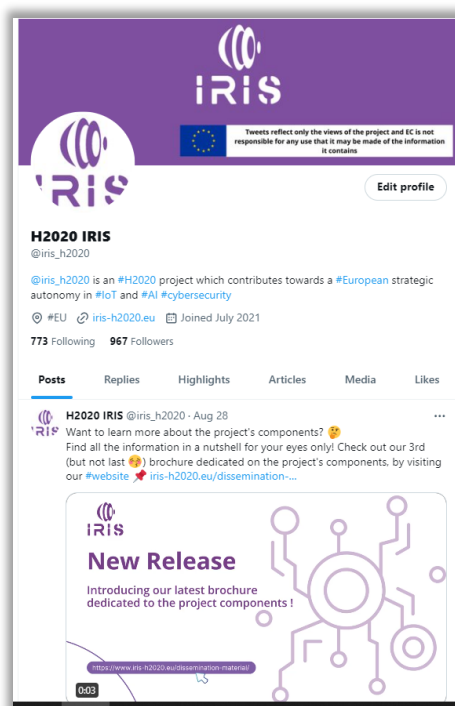 IRIS
Tweets reflect only the views of the project and EC is not
responsible for any use that it may be made of the information
it contains
IRIS
Edit profile
H2020 IRIS
@iris_h2020
@iris_h2020 is an #H2020 project which contributes towards a #European strategic
autonomy in #IoT and #AI #cybersecurity
#EU iris-h2020.eu Joined July 2021
773 Following 967 Followers
Posts Replies Highlights Articles Media Likes
IRIS
H2020 IRIS @iris_h2020 · Aug 28 ...
Want to learn more about the project's components? 🤔
Find all the information in a nutshell for your eyes only! Check out our 3rd
(but not last 😚) brochure dedicated on the project's components, by visiting
our #website 📌 iris-h2020.eu/dissemination-...
IRIS
New Release
Introducing our latest brochure
dedicated to the project components !
https://www.iris-h2020.eu/dissemination-material/
0:03